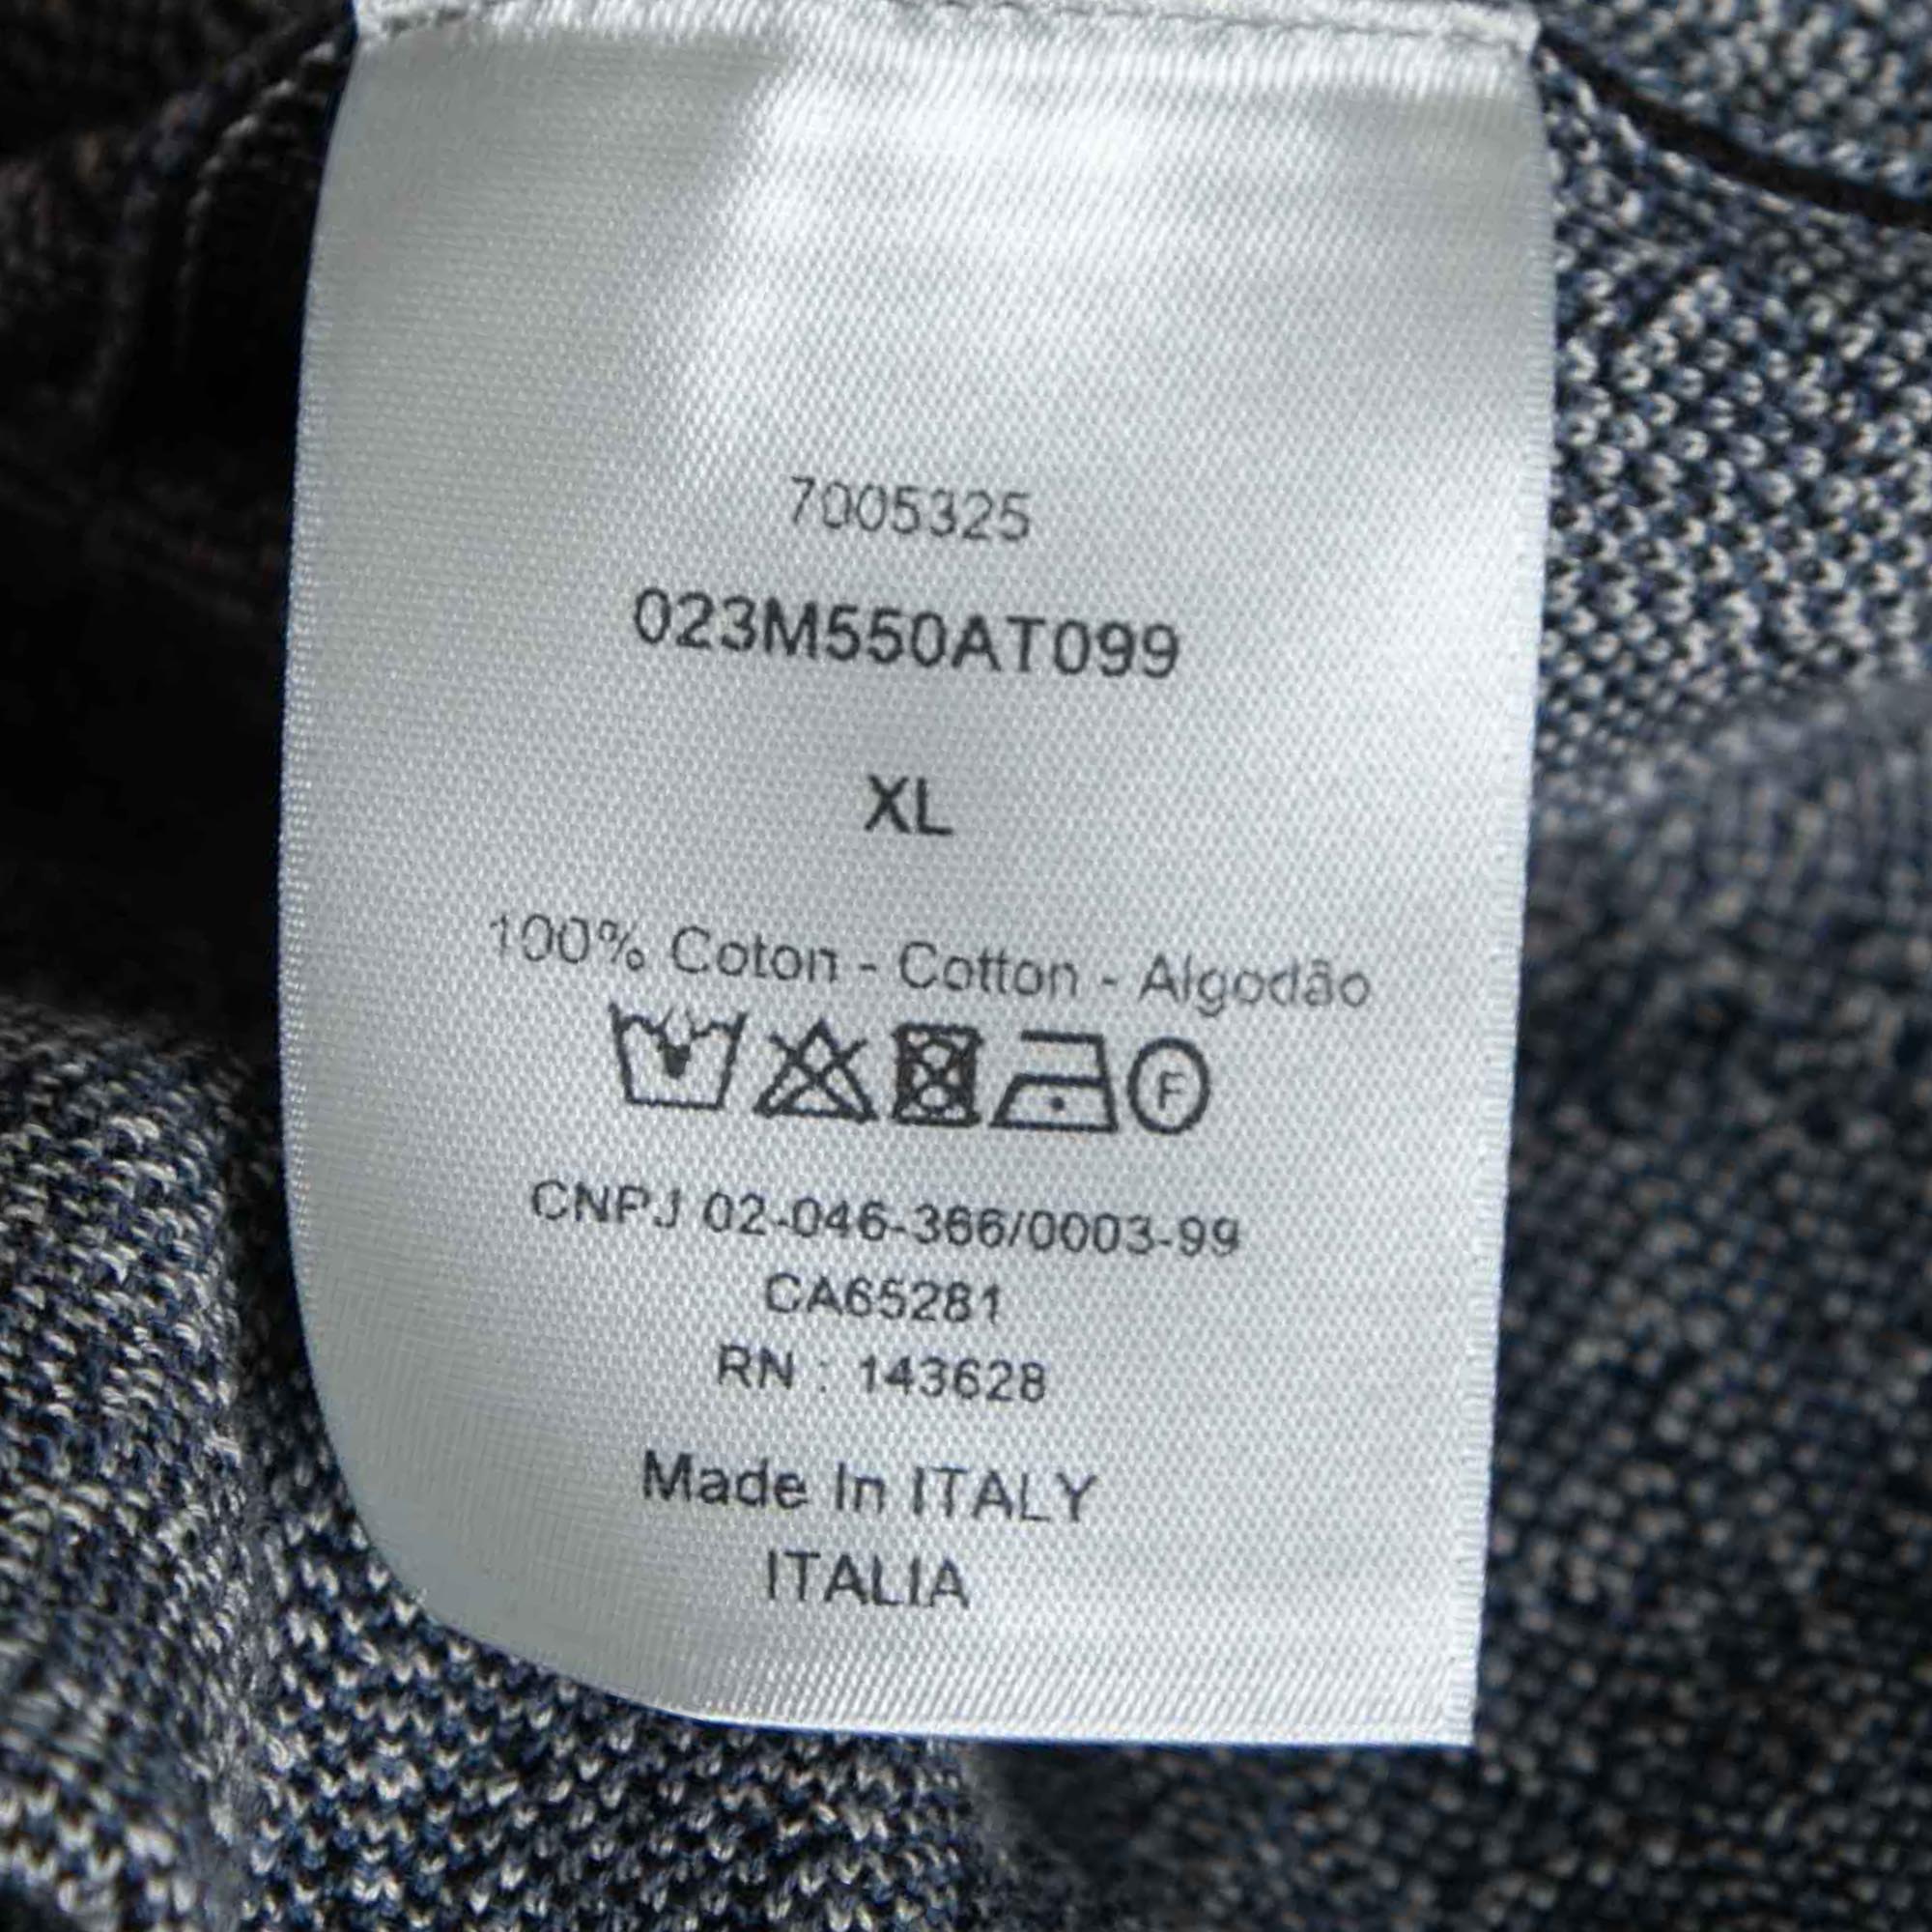 7005325
023M550AT099
XL
100% Coton - Cotton - Algodão
F
CNPJ 02-046-366/0003-99
CA65281
RN : 143628
Made In ITALY
ITALIA